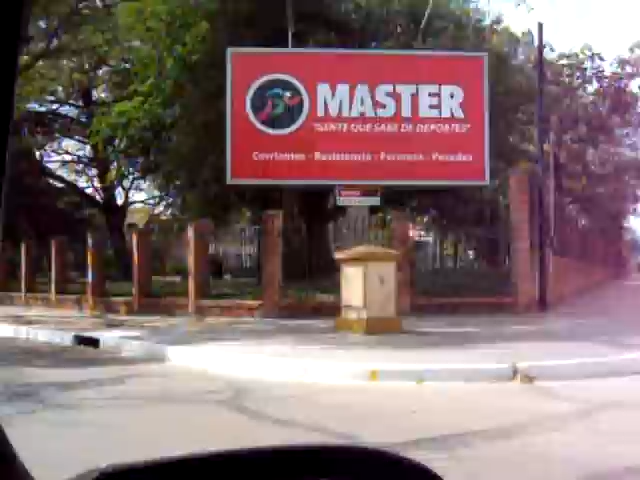 MASTER
"GENTE QUE SABE DE DEPORTES"
Corrientes - Resistencia - Formosa - Posadas